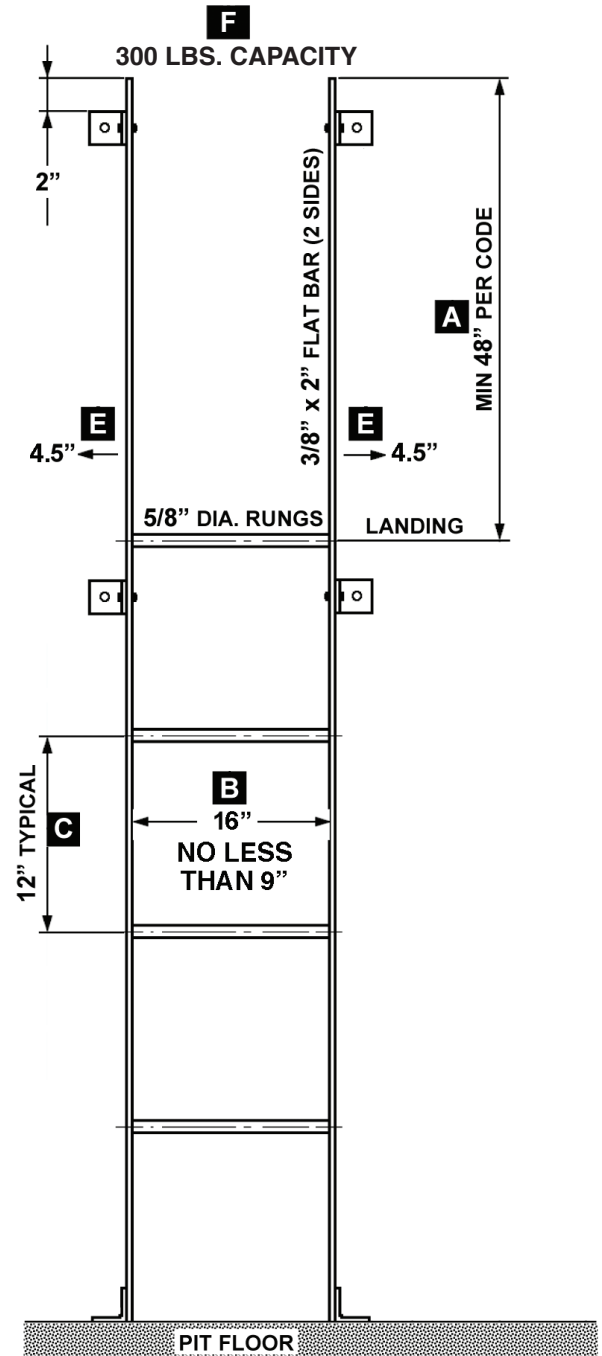 F
300 LBS. CAPACITY
2”
3/8” x 2” FLAT BAR (2 SIDES)
A
MIN 48” PER CODE
E
4.5”
E
4.5”
5/8” DIA. RUNGS
LANDING
12” TYPICAL
C
B
16”
NO LESS
THAN 9”
PIT FLOOR